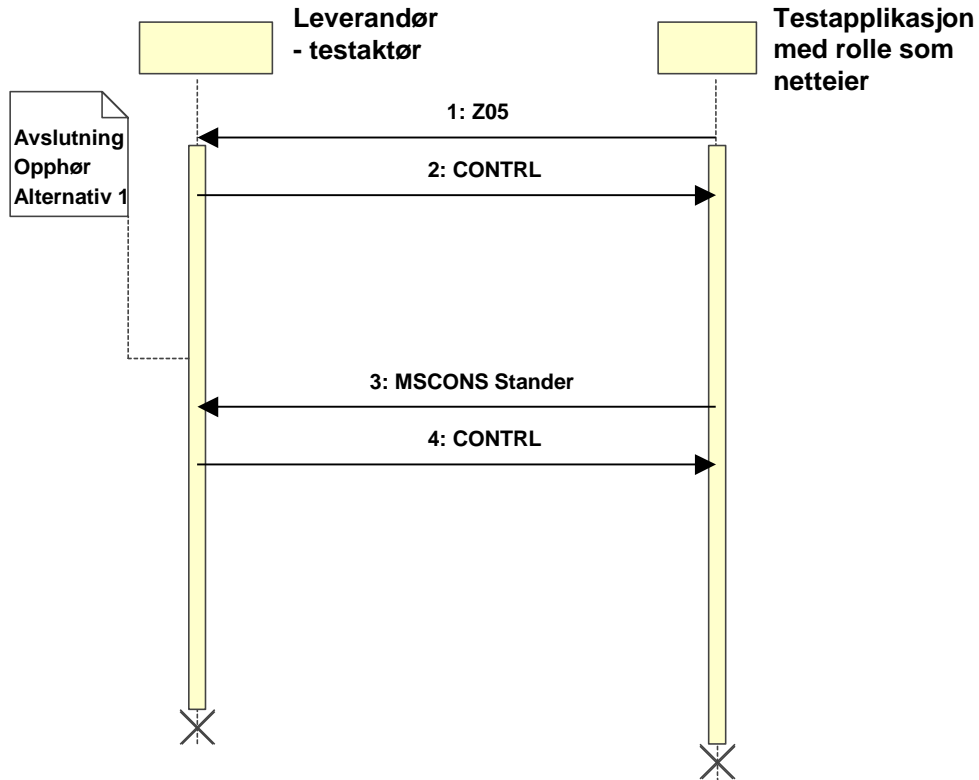 Leverandør
- testaktør
Testapplikasjon
med rolle som
netteier
Avslutning
Opphør
Alternativ 1
1: Z05
2: CONTRL
3: MSCONS Stander
4: CONTRL